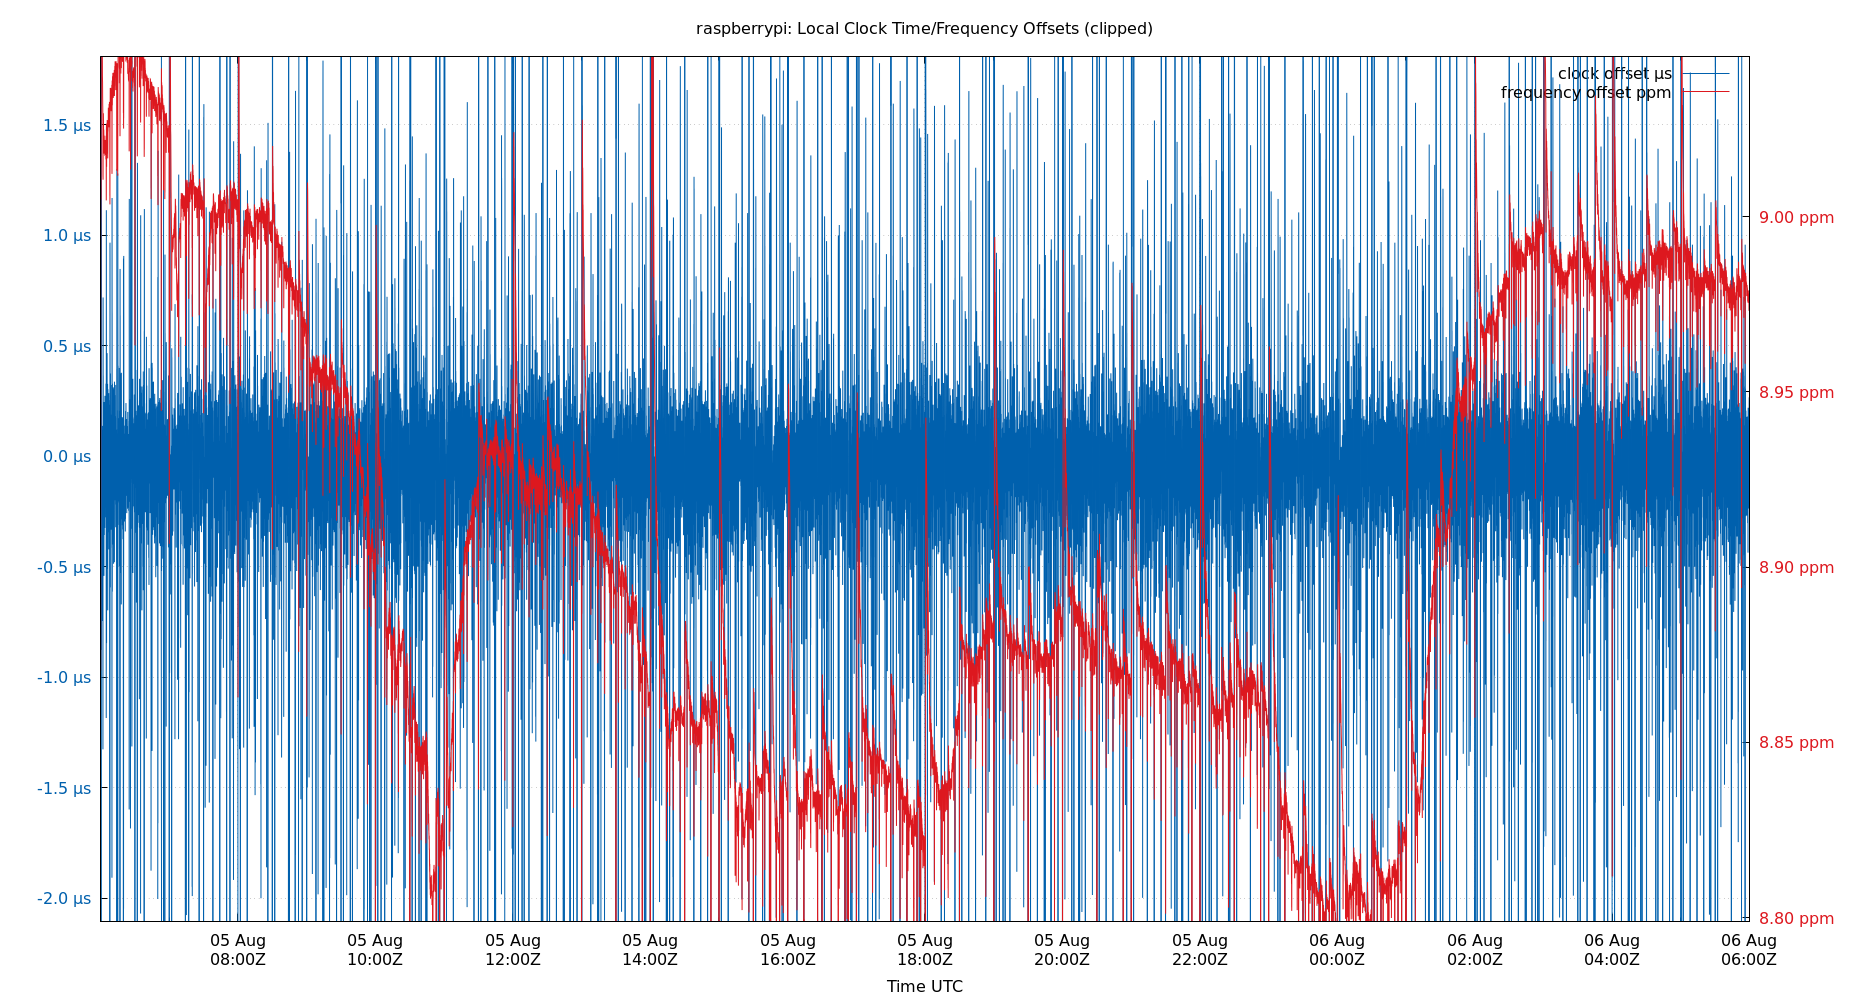 raspberrypi: Local Clock Time/Frequency Offsets (clipped)
clock offset µs
frequency offset ppm
1.5 µs
1.0 µs
0.5 µs
0.0 µs
-0.5 µs
-1.0 µs
-1.5 µs
-2.0 µs
9.00 ppm
8.95 ppm
8.90 ppm
8.85 ppm
8.80 ppm
05 Aug 05 Aug 05 Aug 05 Aug 05 Aug 05 Aug 05 Aug 05 Aug 06 Aug 06 Aug 06 Aug 06 Aug
08:00Z 10:00Z 12:00Z 14:00Z 16:00Z 18:00Z 20:00Z 22:00Z 00:00Z 02:00Z 04:00Z 06:00Z
Time UTC